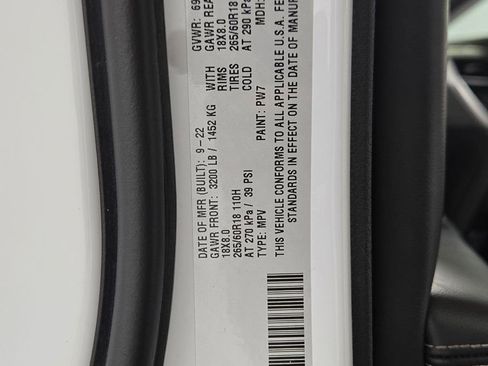 DATE OF MFR (BUILT): 9-22 GVWR: 69
GAWR FRONT: 3200 LB / 1452 KG WITH GAWR REA
18X8.0 RIMS 18X8.0
265/60R18 110H TIRES 265/60R18
AT 270 kPa / 39 PSI COLD AT 290 kP
TYPE: MPV PAINT: PW7 MDH:
THIS VEHICLE CONFORMS TO ALL APPLICABLE U.S.A. FE
STANDARDS IN EFFECT ON THE DATE OF MANUF